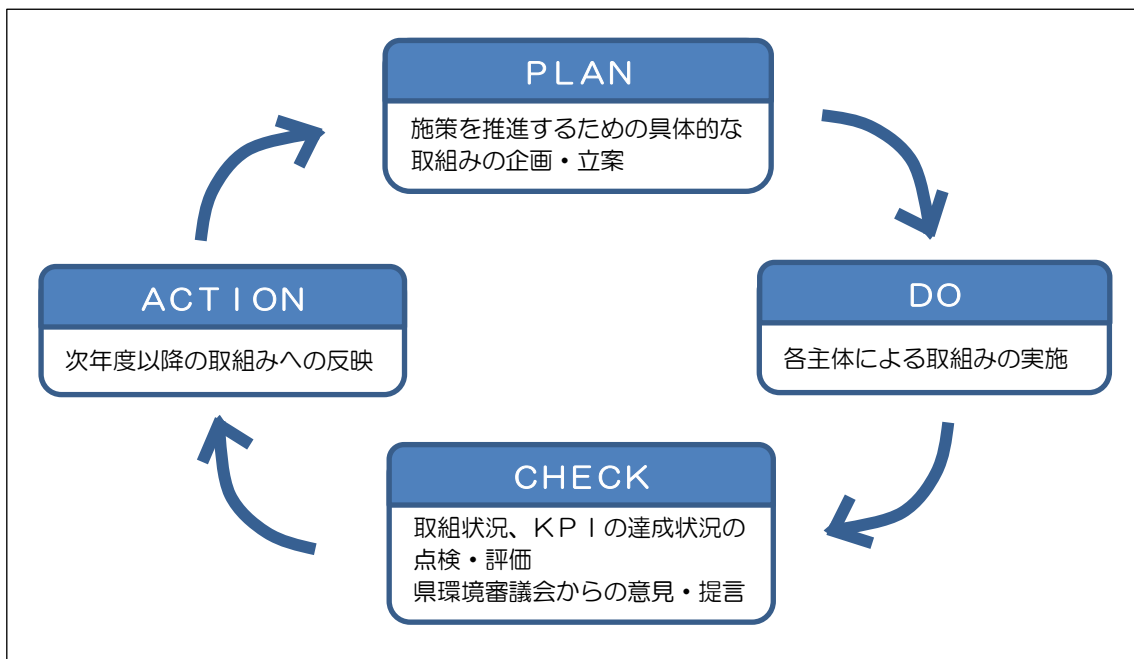 PLAN
施策を推進するための具体的な
取組みの企画・立案
DO
各主体による取組みの実施
CHECK
取組状況、KPIの達成状況の
点検・評価
県環境審議会からの意見・提言
ACTION
次年度以降の取組みへの反映